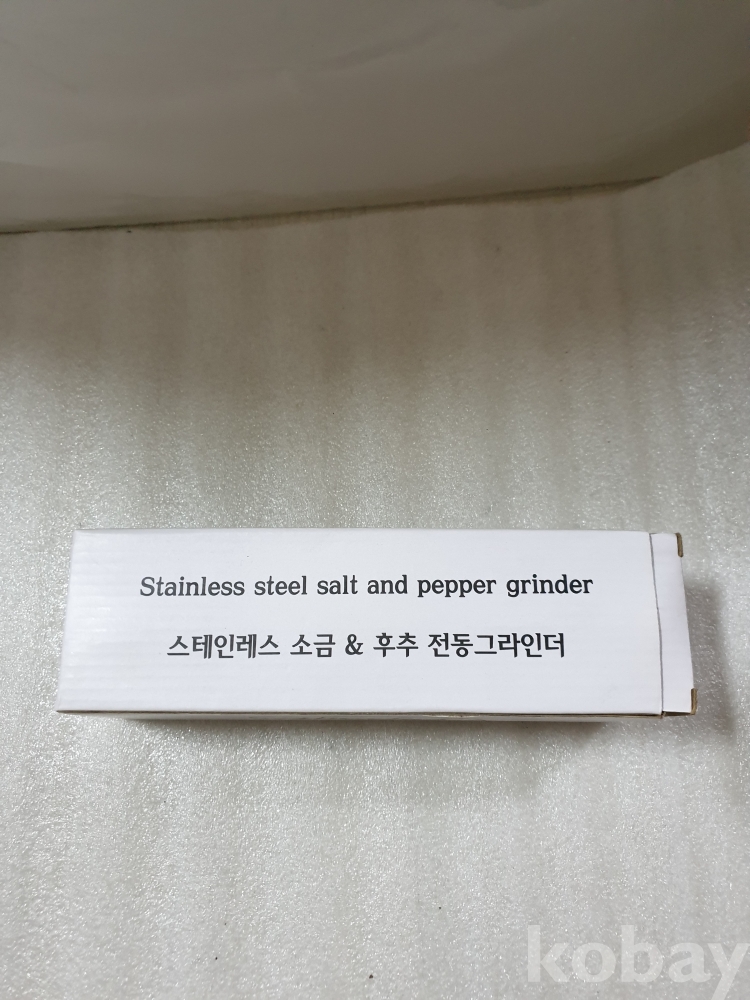 Stainless steel salt and pepper grinder
스테인레스 소금 & 후추 전동그라인더
kobay